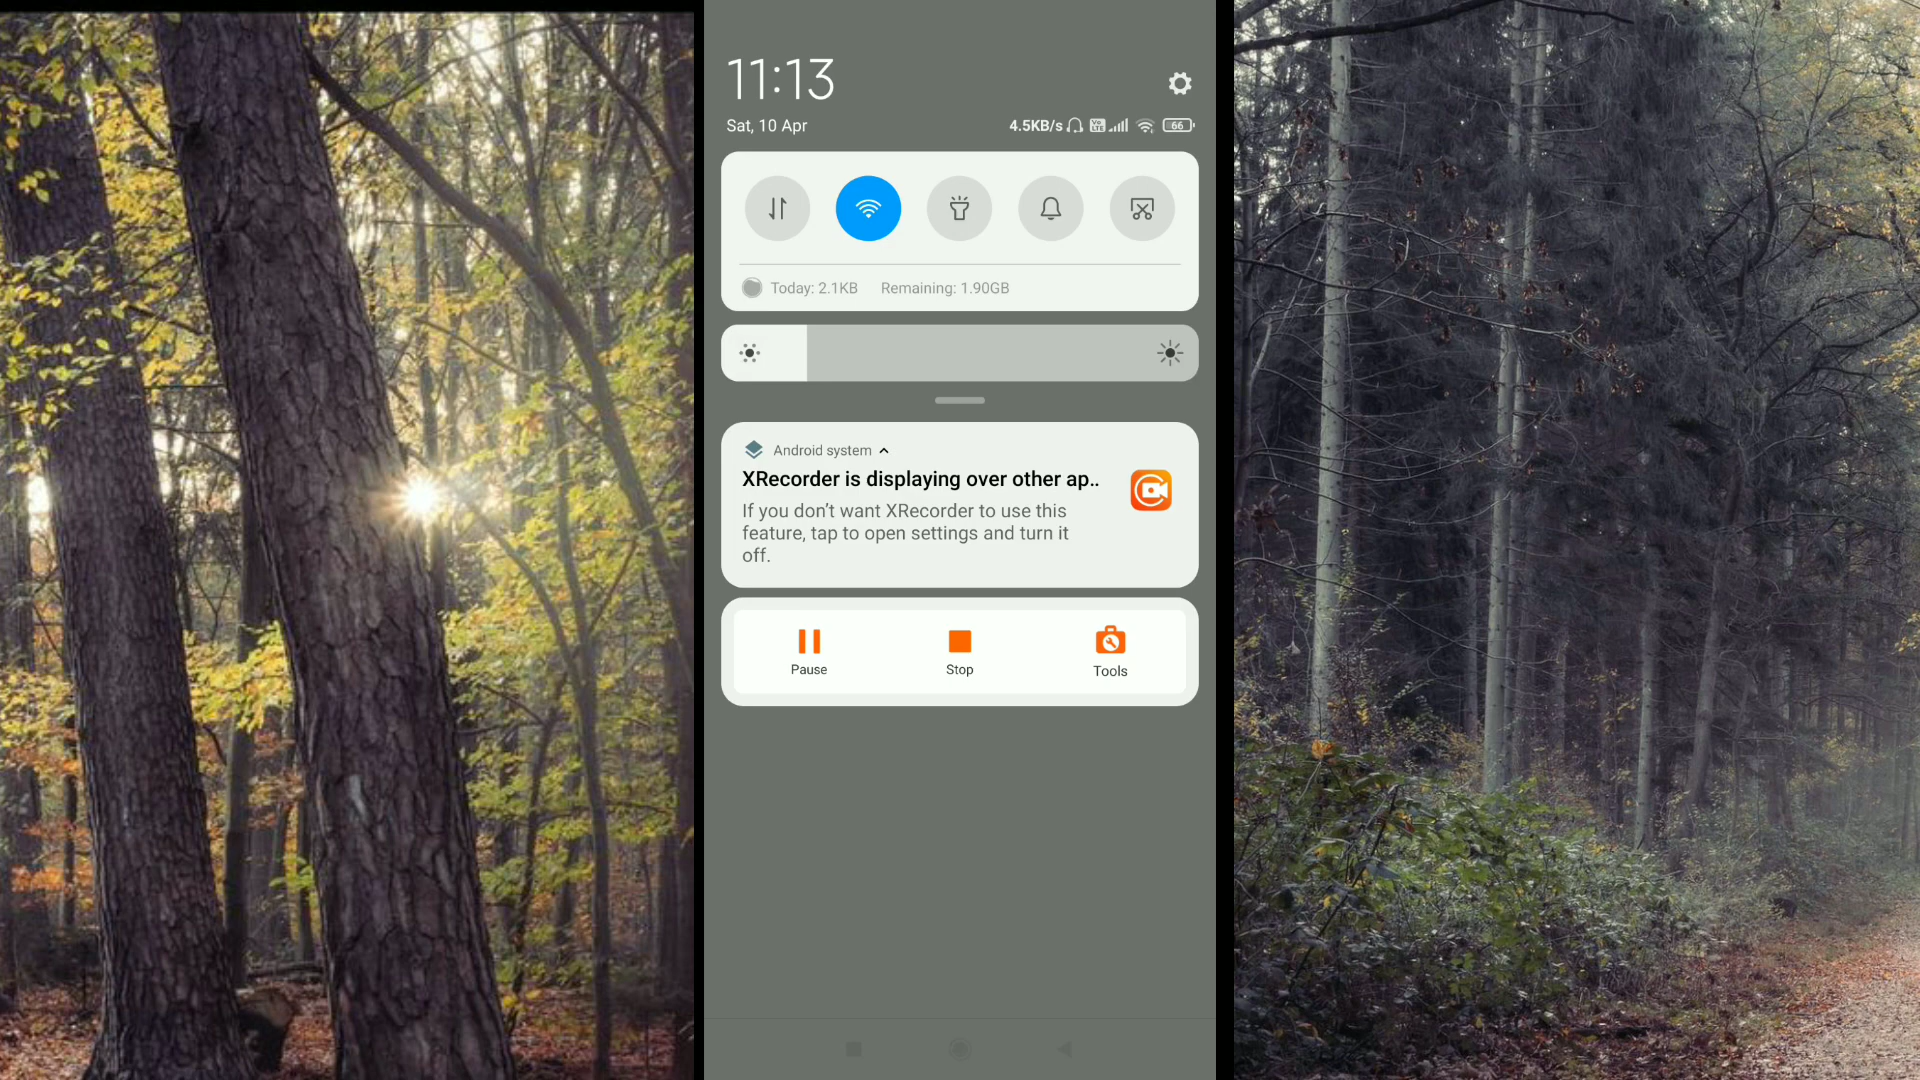 11:13
Sat, 10 Apr
4.5KB/s
Vo LTE
66
Today: 2.1KB Remaining: 1.90GB
Android system
XRecorder is displaying over other ap..
If you don't want XRecorder to use this
feature, tap to open settings and turn it
off.
Pause Stop Tools